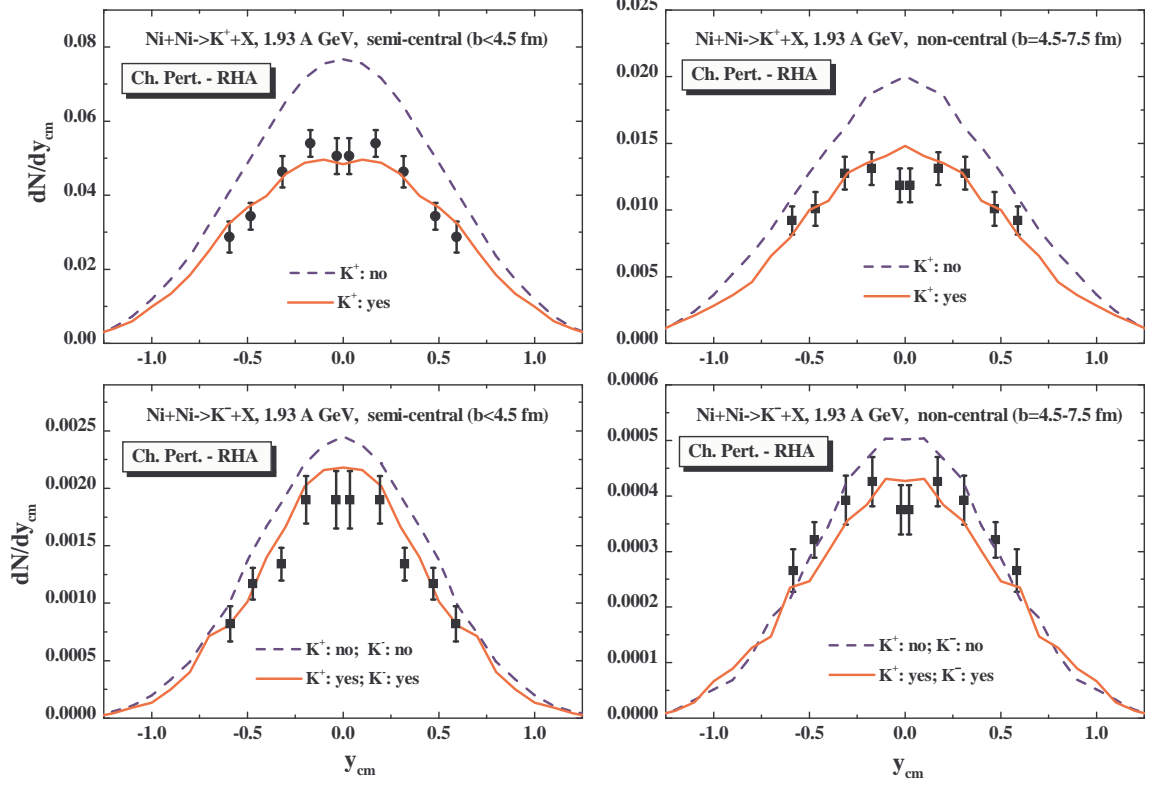 Ni+Ni->K⁺+X, 1.93 A GeV, semi-central (b<4.5 fm)
Ch. Pert. - RHA
dN/dy_cm
0.08
0.06
0.04
0.02
0.00
K⁺: no
K⁺: yes
-1.0 -0.5 0.0 0.5 1.0
Ni+Ni->K⁺+X, 1.93 A GeV, non-central (b=4.5-7.5 fm)
Ch. Pert. - RHA
0.025
0.020
0.015
0.010
0.005
0.000
K⁺: no
K⁺: yes
-1.0 -0.5 0.0 0.5 1.0
Ni+Ni->K⁻+X, 1.93 A GeV, semi-central (b<4.5 fm)
Ch. Pert. - RHA
dN/dy_cm
0.0025
0.0020
0.0015
0.0010
0.0005
0.0000
K⁺: no; K⁻: no
K⁺: yes; K⁻: yes
-1.0 -0.5 0.0 0.5 1.0
y_cm
Ni+Ni->K⁻+X, 1.93 A GeV, non-central (b=4.5-7.5 fm)
Ch. Pert. - RHA
0.0006
0.0005
0.0004
0.0003
0.0002
0.0001
0.0000
K⁺: no; K⁻: no
K⁺: yes; K⁻: yes
-1.0 -0.5 0.0 0.5 1.0
y_cm